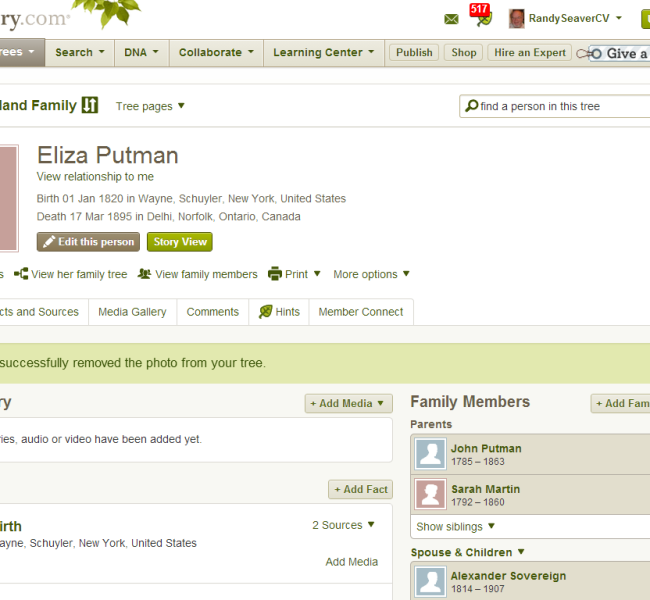 ry.com
517
RandySeaverCV
rees Search DNA Collaborate Learning Center Publish Shop Hire an Expert Give a
land Family Tree pages
find a person in this tree
Eliza Putman
View relationship to me
Birth 01 Jan 1820 in Wayne, Schuyler, New York, United States
Death 17 Mar 1895 in Delhi, Norfolk, Ontario, Canada
Edit this person Story View
s View her family tree View family members Print More options
cts and Sources Media Gallery Comments Hints Member Connect
successfully removed the photo from your tree.
ry + Add Media
ries, audio or video have been added yet.
+ Add Fact
irth 2 Sources
ayne, Schuyler, New York, United States
Add Media
Family Members + Add Fam
Parents
John Putman
1785 – 1863
Sarah Martin
1792 – 1860
Show siblings
Spouse & Children
Alexander Sovereign
1814 – 1907